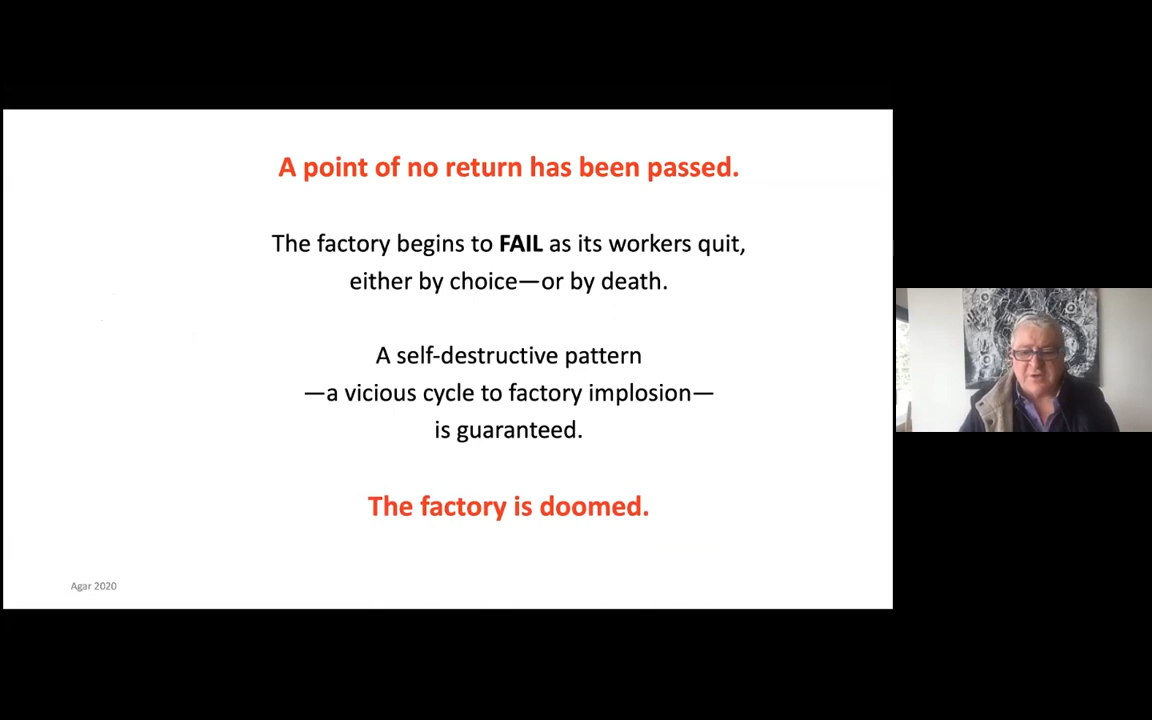 A point of no return has been passed.
The factory begins to FAIL as its workers quit,
either by choice—or by death.
A self-destructive pattern
—a vicious cycle to factory implosion—
is guaranteed.
The factory is doomed.
Agar 2020